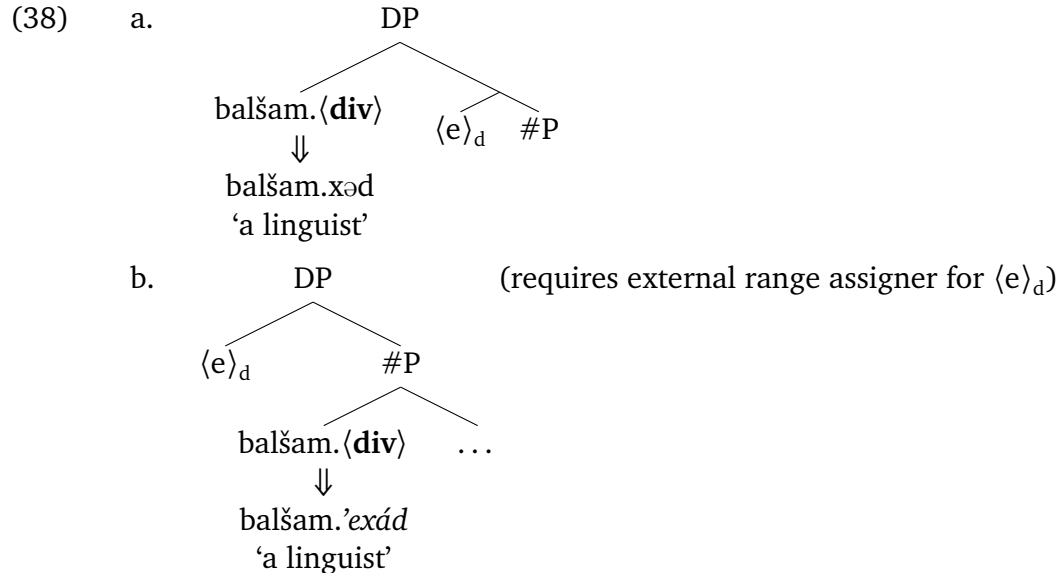 (38) a. DP
balšam.⟨div⟩ ⟨e⟩d #P
⇓
balšam.xəd
‘a linguist’
b. DP (requires external range assigner for ⟨e⟩d)
⟨e⟩d #P
balšam.⟨div⟩ ...
⇓
balšam.’exád
‘a linguist’